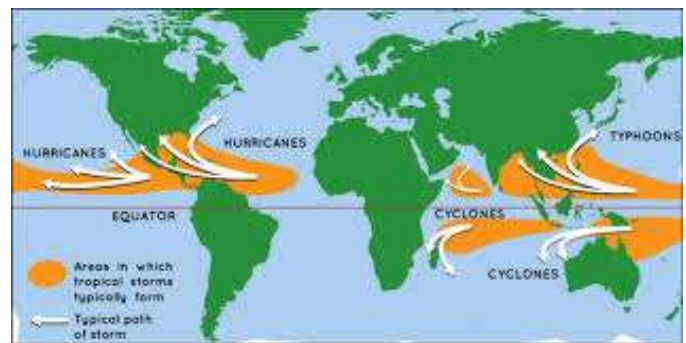 HURRICANES
HURRICANES
TYPHOONS
EQUATOR
CYCLONES
CYCLONES
Areas in which
tropical storms
typically form
Typical path
of storm